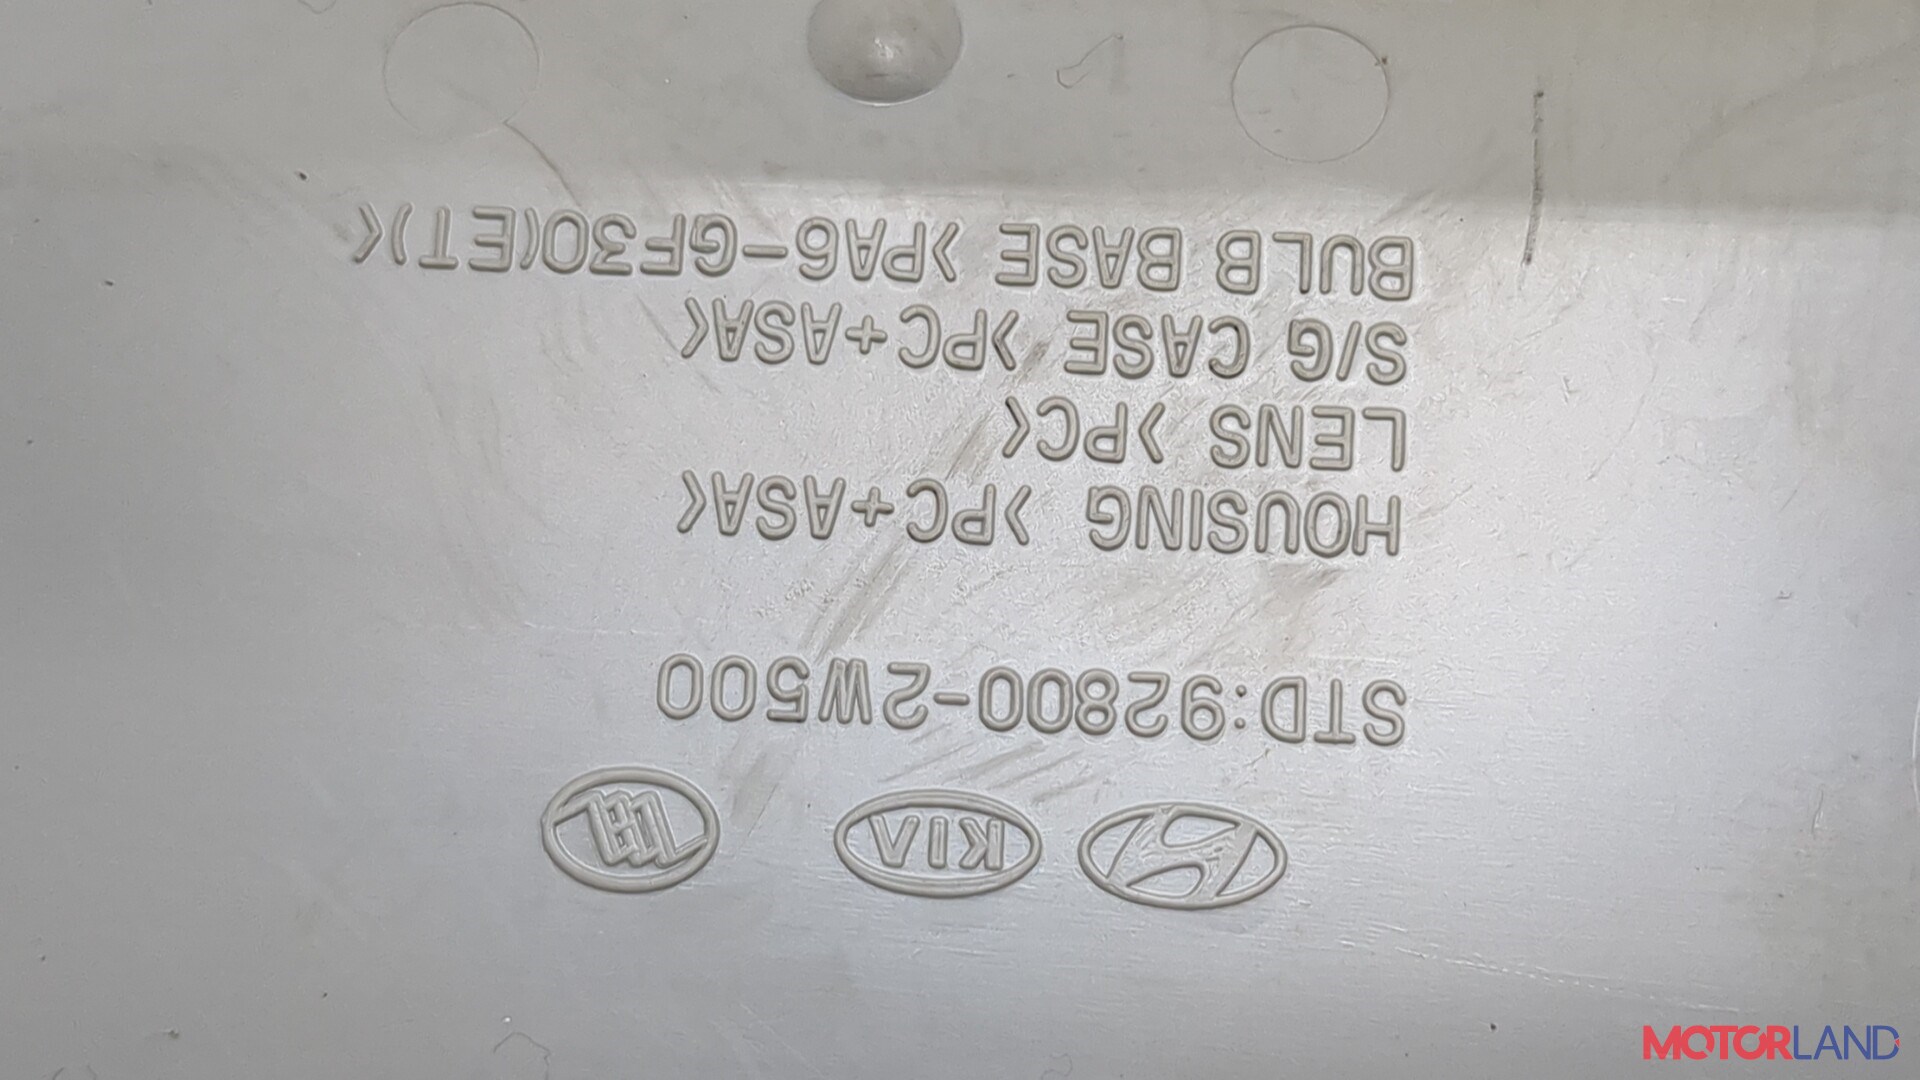 KIA
STD:92800-2W500
HOUSING >PC+ASA<
LENS >PC<
S/G CASE >PC+ASA<
BULB BASE >PA6-GF30(ET)<
MOTORLAND